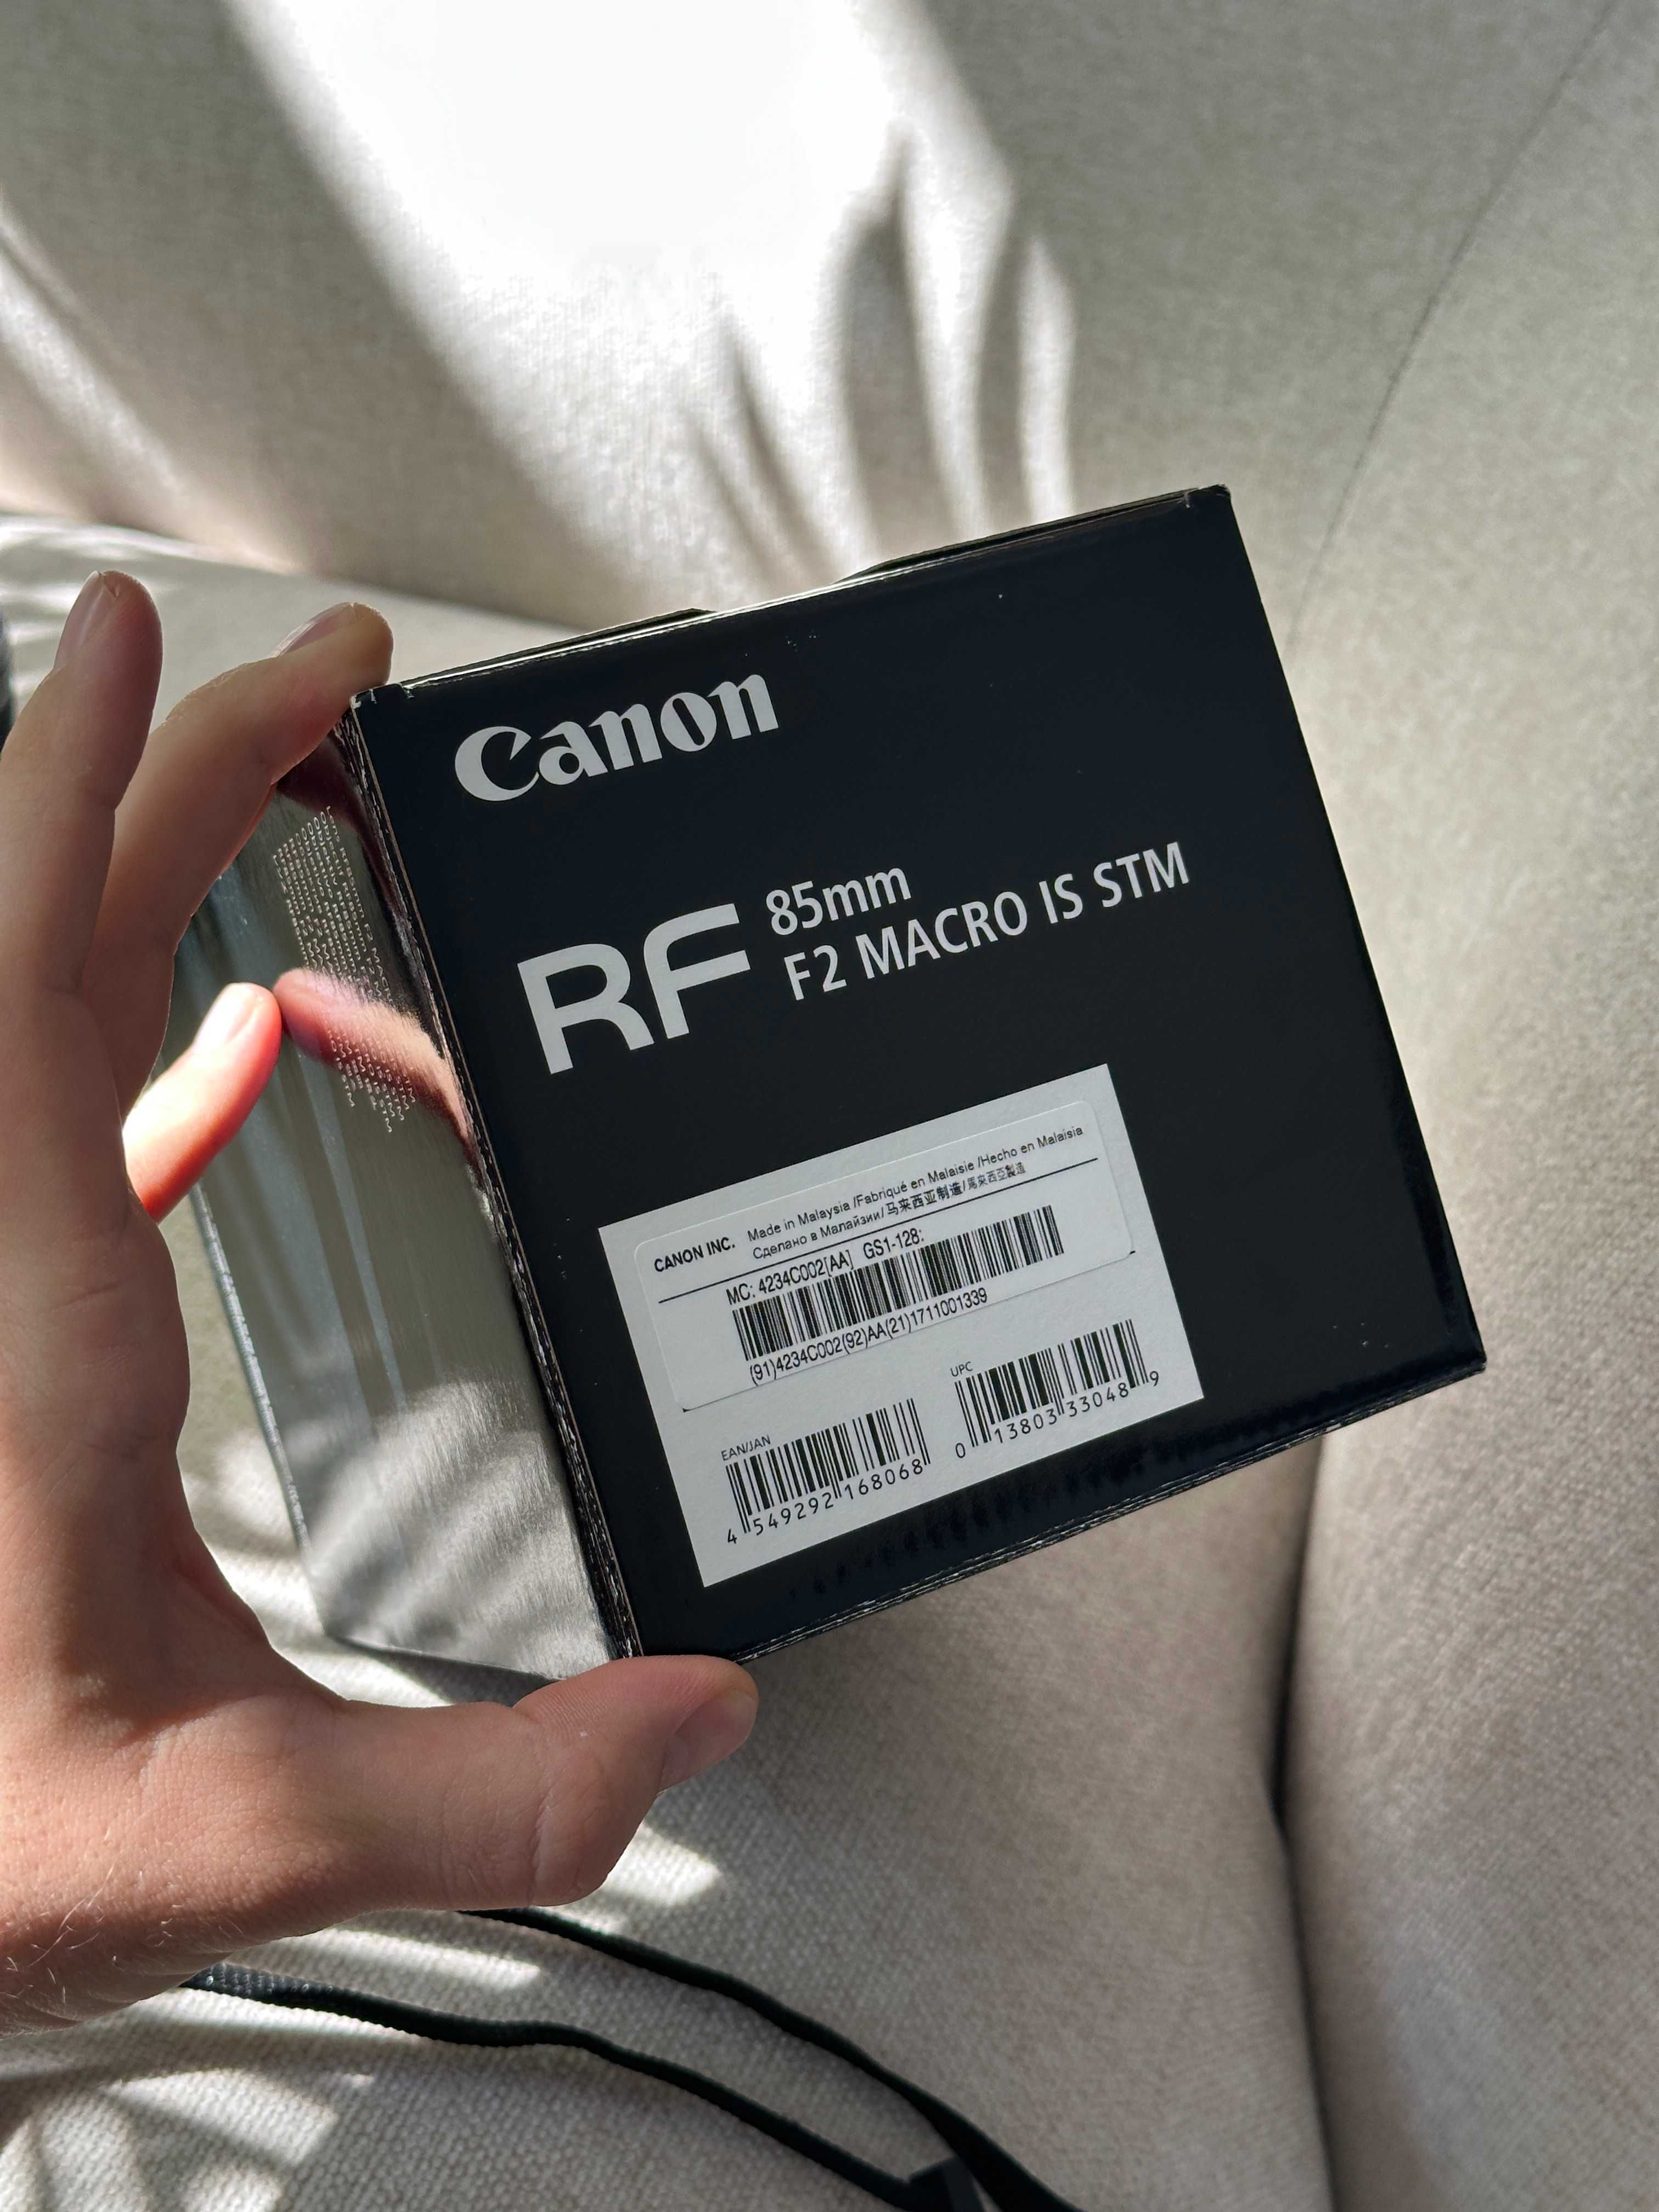 Canon
RF
85mm
F2 MACRO IS STM
CANON INC.
Made in Malaysia /Fabriqué en Malaisie /Hecho en Malaisia
Сделано в Малайзии/马来西亚制造/馬來西亞製造
MC: 4234C002[AA] GS1-128:
(91)4234C002(92)AA(21)1711001339
EAN/JAN
4 549292 168068
UPC
0 13803 33048 9